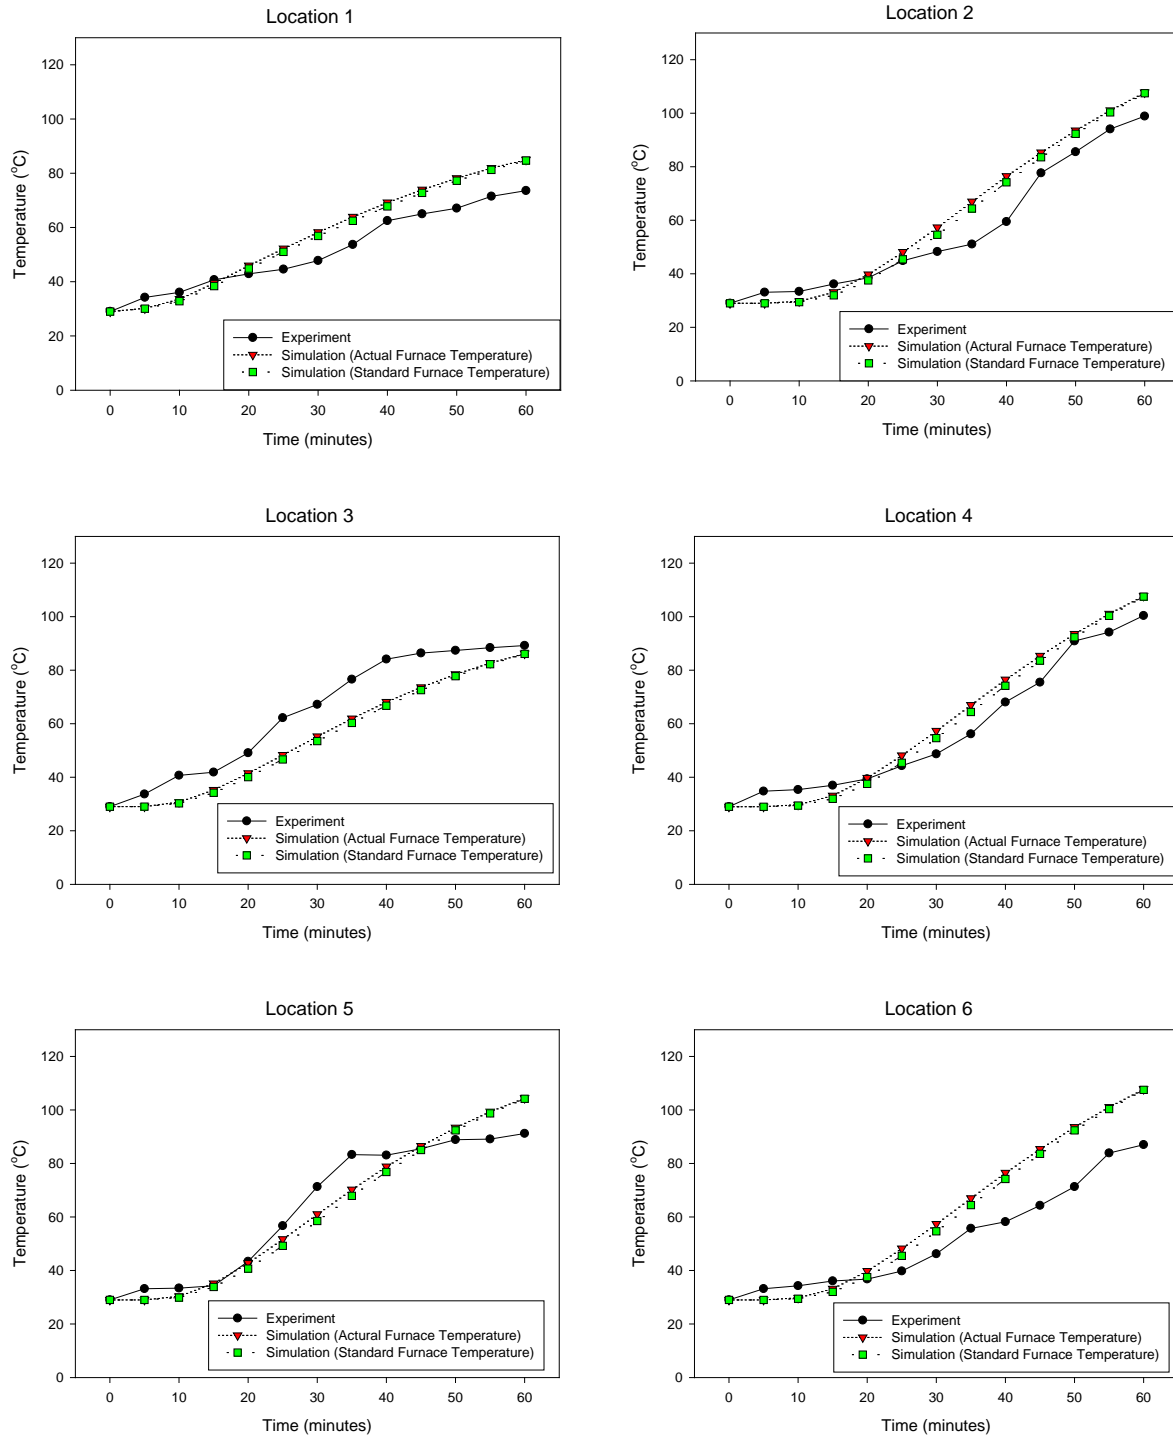 Location 1
Temperature (°C)
120
100
80
60
40
20
0
Experiment
Simulation (Actual Furnace Temperature)
Simulation (Standard Furnace Temperature)
0 10 20 30 40 50 60
Time (minutes)
Location 2
Temperature (°C)
120
100
80
60
40
20
0
Experiment
Simulation (Actural Furnace Temperature)
Simulation (Standard Furnace Temperature)
0 10 20 30 40 50 60
Time (minutes)
Location 3
Temperature (°C)
120
100
80
60
40
20
0
Experiment
Simulation (Actual Furnace Temperature)
Simulation (Standard Furnace Temperature)
0 10 20 30 40 50 60
Time (minutes)
Location 4
Temperature (°C)
120
100
80
60
40
20
0
Experiment
Simulation (Actual Furnace Temperature)
Simulation (Standard Furnace Temperature)
0 10 20 30 40 50 60
Time (minutes)
Location 5
Temperature (°C)
120
100
80
60
40
20
0
Experiment
Simulation (Actural Furnace Temperature)
Simulation (Standard Furnace Temperature)
0 10 20 30 40 50 60
Time (minutes)
Location 6
Temperature (°C)
120
100
80
60
40
20
0
Experiment
Simulation (Actual Furnace Temperature)
Simulation (Standard Furnace Temperature)
0 10 20 30 40 50 60
Time (minutes)